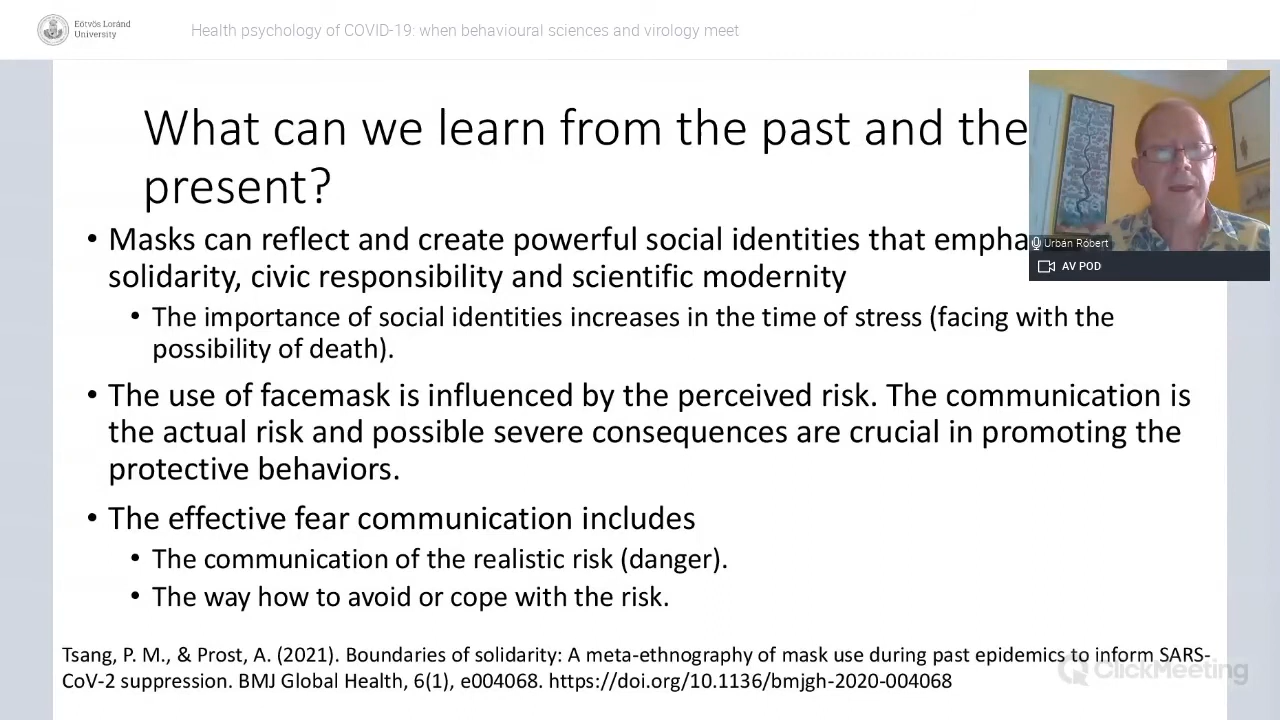 Eötvös Loránd
University
Health psychology of COVID-19: when behavioural sciences and virology meet
What can we learn from the past and the
present?
• Masks can reflect and create powerful social identities that empha
solidarity, civic responsibility and scientific modernity
• The importance of social identities increases in the time of stress (facing with the
possibility of death).
• The use of facemask is influenced by the perceived risk. The communication is
the actual risk and possible severe consequences are crucial in promoting the
protective behaviors.
• The effective fear communication includes
• The communication of the realistic risk (danger).
• The way how to avoid or cope with the risk.
Tsang, P. M., & Prost, A. (2021). Boundaries of solidarity: A meta-ethnography of mask use during past epidemics to inform SARS-
CoV-2 suppression. BMJ Global Health, 6(1), e004068. https://doi.org/10.1136/bmjgh-2020-004068
Urbán Róbert
AV POD
ClickMeeting